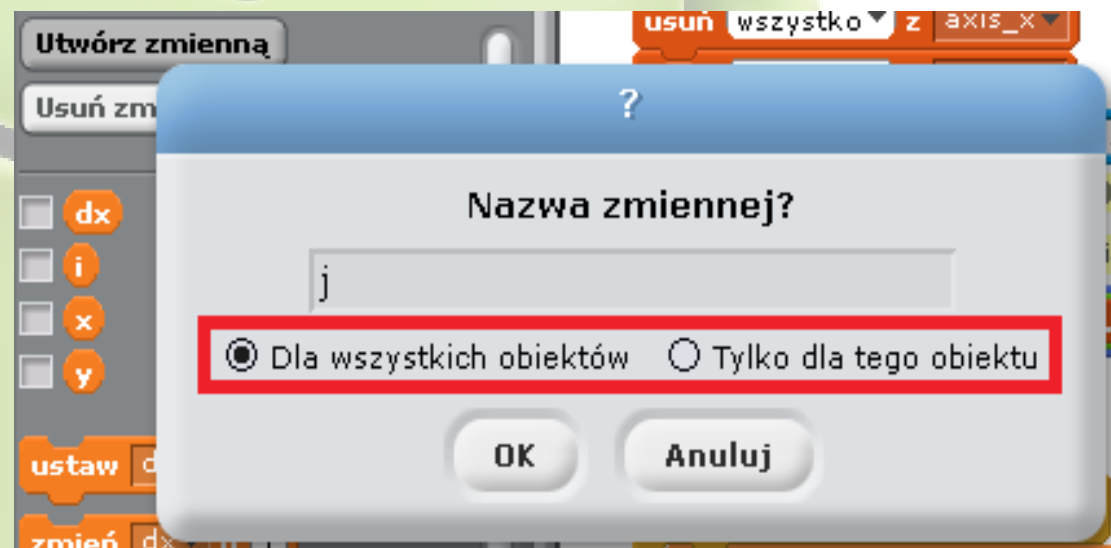 Utwórz zmienną
usuń wszystko z axis_x
Usuń zm
?
Nazwa zmiennej?
dx
i
j
x
Dla wszystkich obiektów Tylko dla tego obiektu
y
OK Anuluj
ustaw d
zmień dx